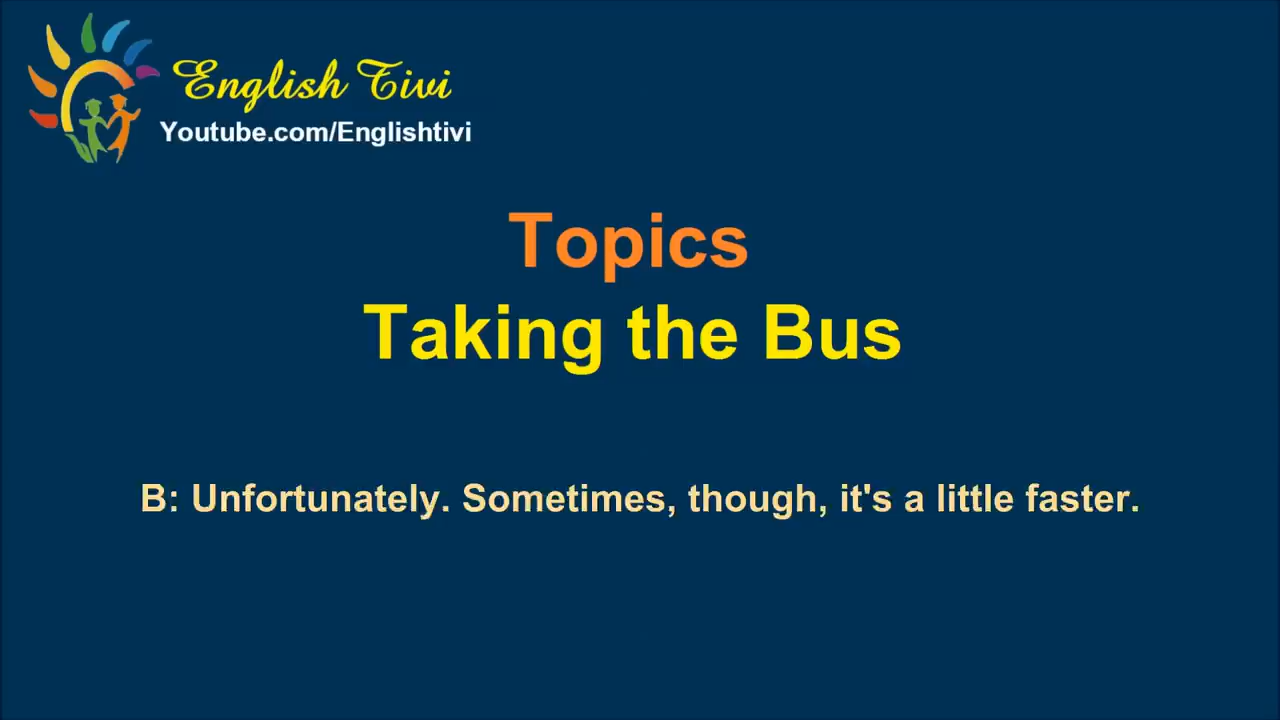 English Tivi
Youtube.com/Englishtivi
Topics
Taking the Bus
B: Unfortunately. Sometimes, though, it's a little faster.